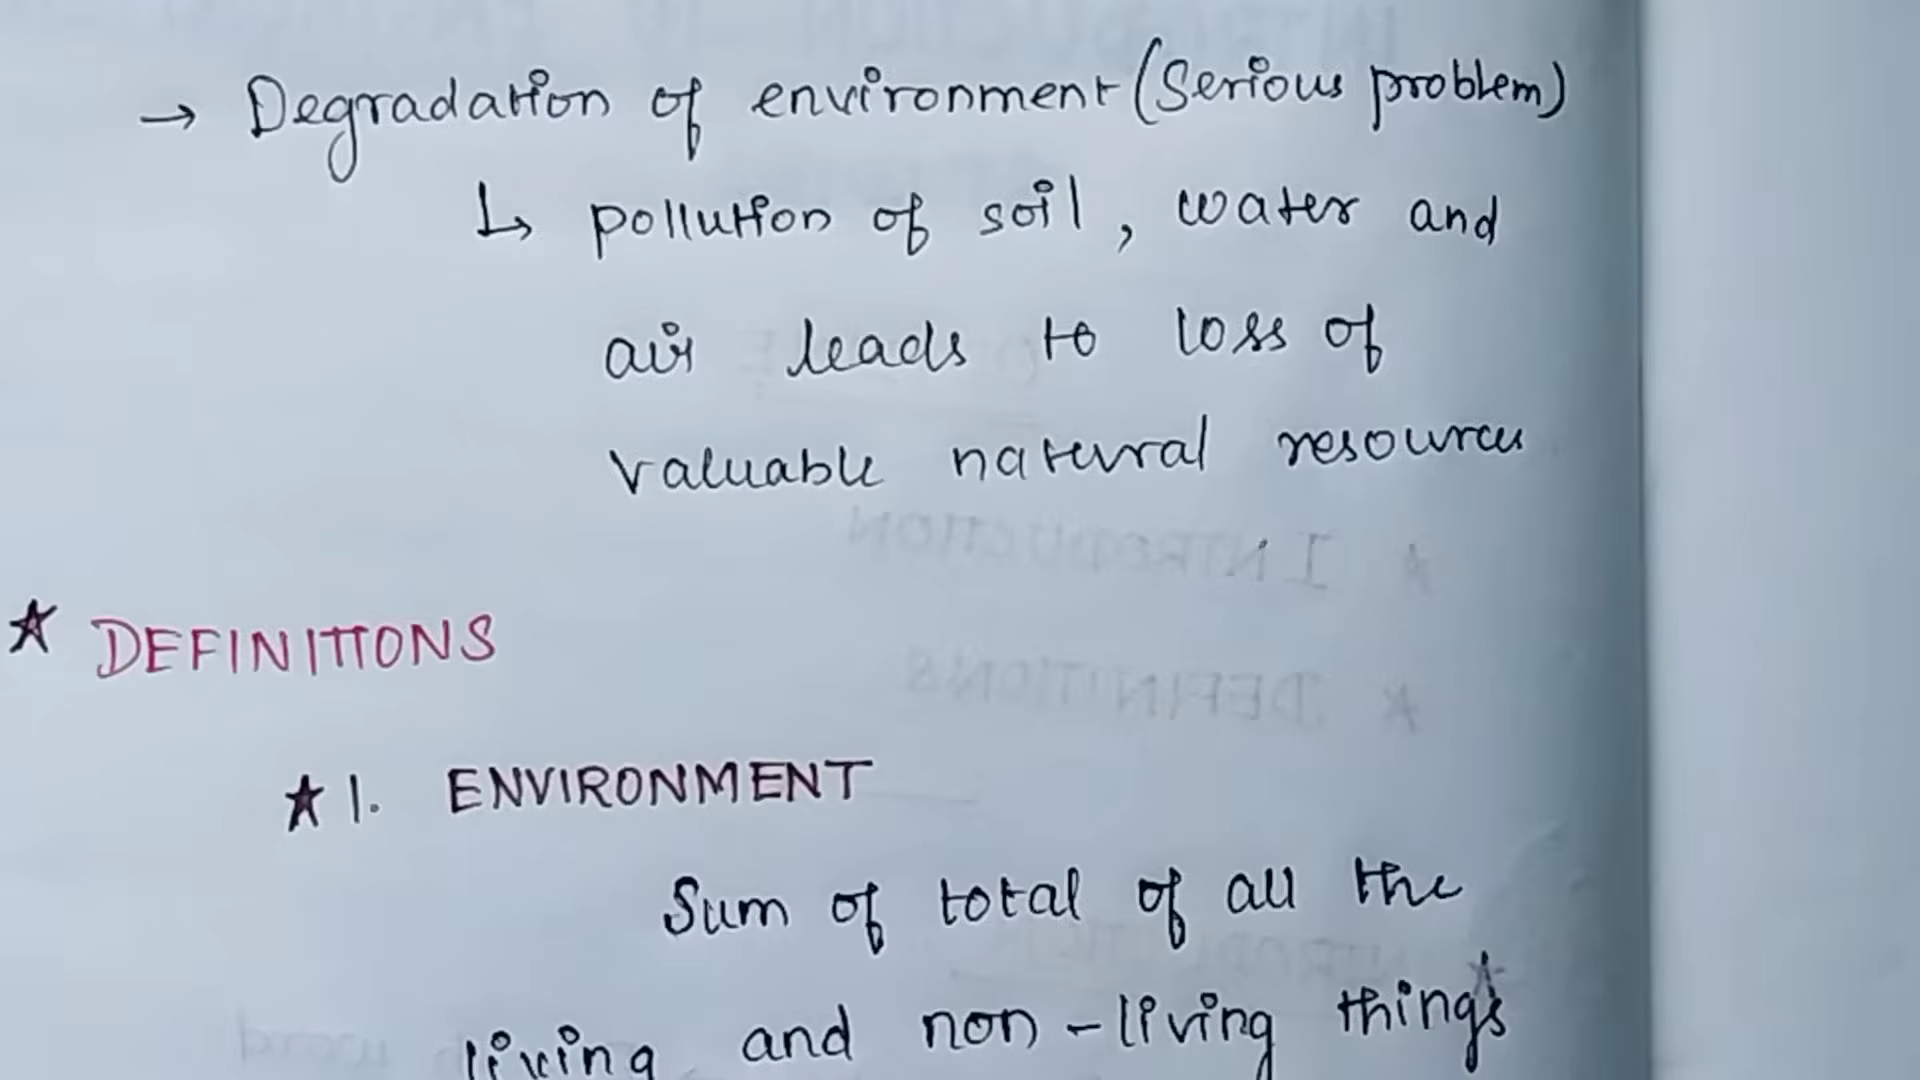 → Degradation of environment (Serious problem)
↳ pollution of soil, water and
air leads to loss of
valuable natural resources
★ DEFINITIONS
★ 1. ENVIRONMENT
Sum of total of all the
living and non-living things